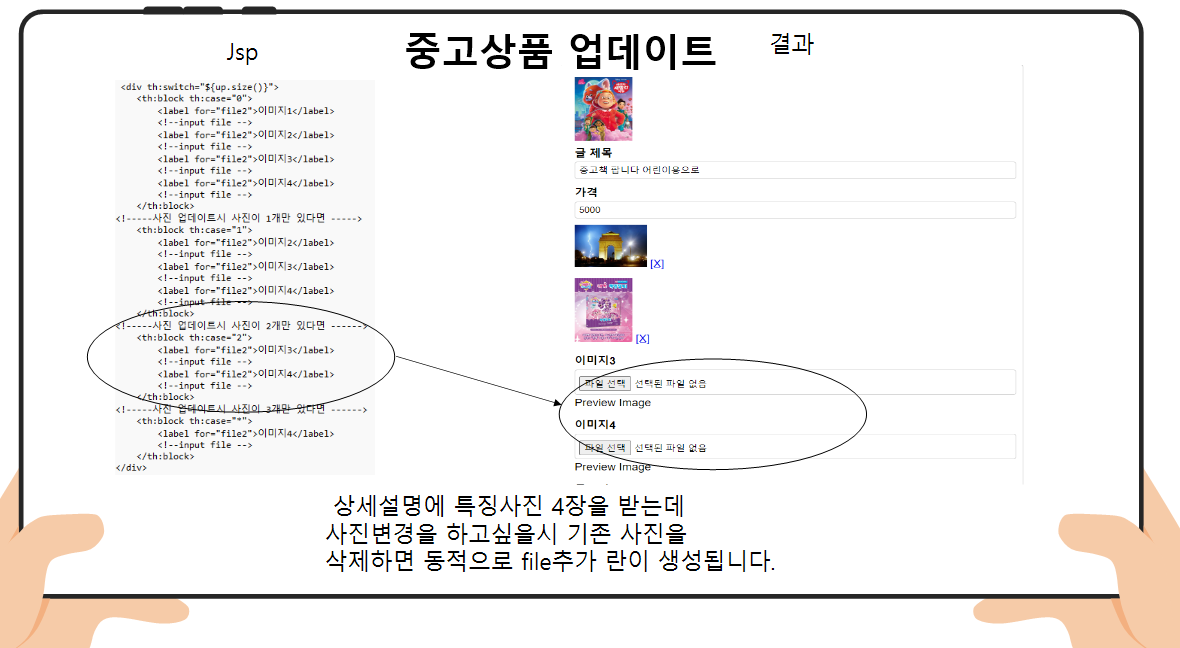 중고상품 업데이트
Jsp
결과
<div th:switch="${up.size()}">
<th:block th:case="0">
<label for="file2">이미지1</label>
<!--input file -->
<label for="file2">이미지2</label>
<!--input file -->
<label for="file2">이미지3</label>
<!--input file -->
<label for="file2">이미지4</label>
<!--input file -->
</th:block>
<!-----사진 업데이트시 사진이 1개만 있다면 ----->
<th:block th:case="1">
<label for="file2">이미지2</label>
<!--input file -->
<label for="file2">이미지3</label>
<!--input file -->
<label for="file2">이미지4</label>
<!--input file -->
</th:block>
<!-----사진 업데이트시 사진이 2개만 있다면 ------>
<th:block th:case="2">
<label for="file2">이미지3</label>
<!--input file -->
<label for="file2">이미지4</label>
<!--input file -->
</th:block>
<!-----사진 업데이트시 사진이 3개만 있다면 ------>
<th:block th:case="*">
<label for="file2">이미지4</label>
<!--input file -->
</th:block>
</div>
글 제목
중고책 팝니다 어린이용으로
가격
5000
[X]
[X]
이미지3
파일 선택 선택된 파일 없음
Preview Image
이미지4
파일 선택 선택된 파일 없음
Preview Image
상세설명에 특징사진 4장을 받는데
사진변경을 하고싶을시 기존 사진을
삭제하면 동적으로 file추가 란이 생성됩니다.